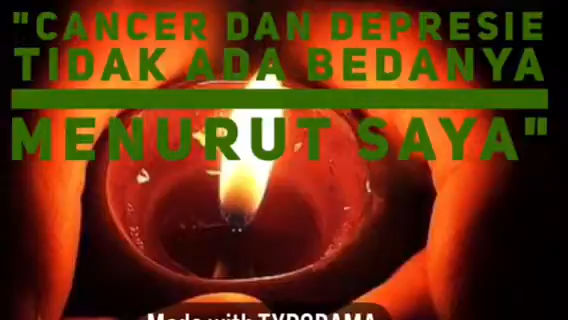 "CANCER DAN DEPRESIE
TIDAK ADA BEDANYA
MENURUT SAYA"
Made with TYPORAMA